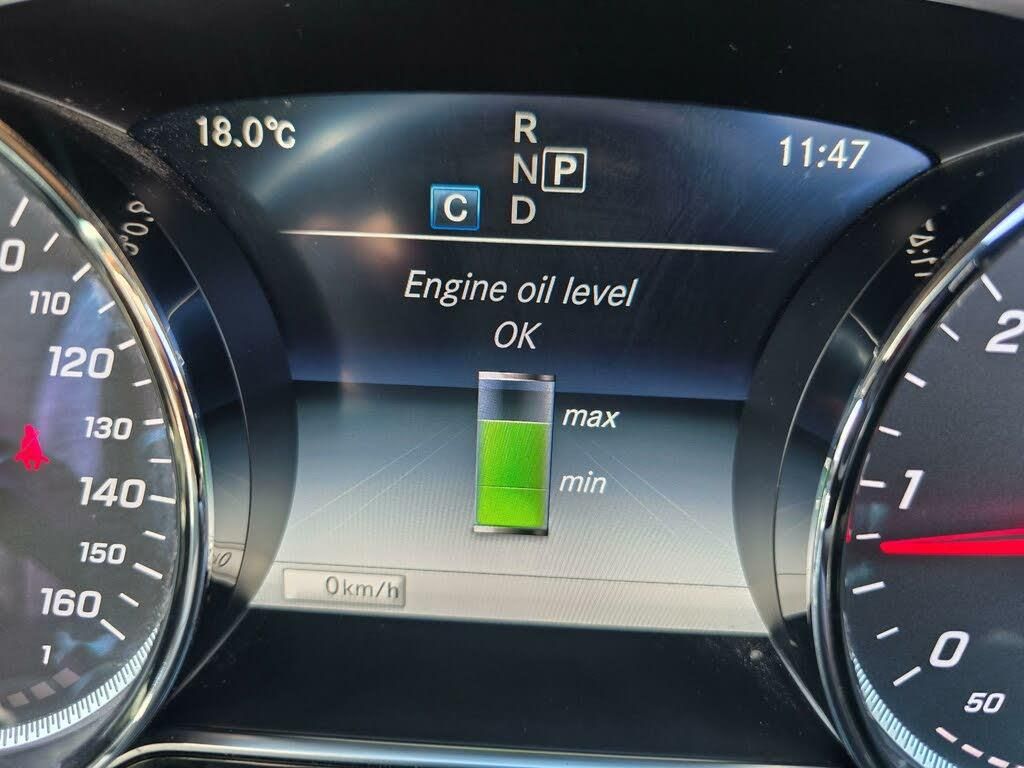 18.0°C
R
11:47
N P
C D
Engine oil level
OK
max
min
0km/h
110
120
130
140
150
160
1
2
1
0
50